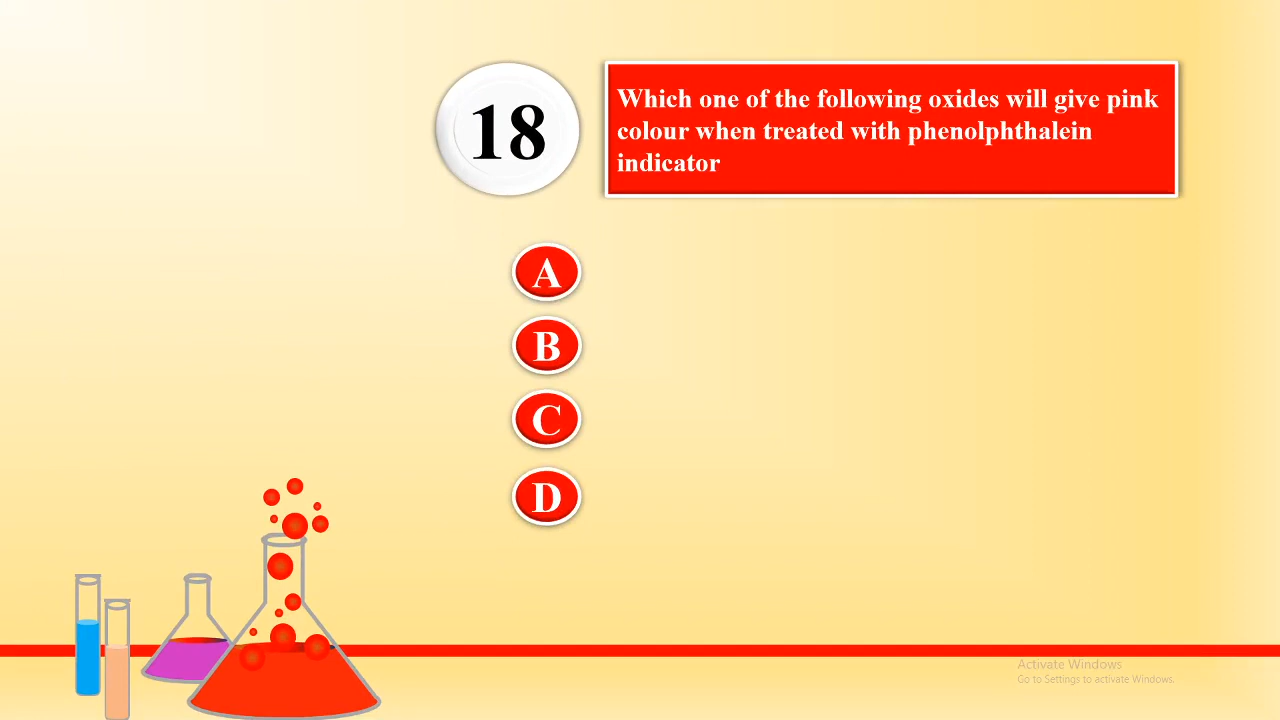 18
Which one of the following oxides will give pink
colour when treated with phenolphthalein
indicator
A
B
C
D
Activate Windows
Go to Settings to activate Windows.